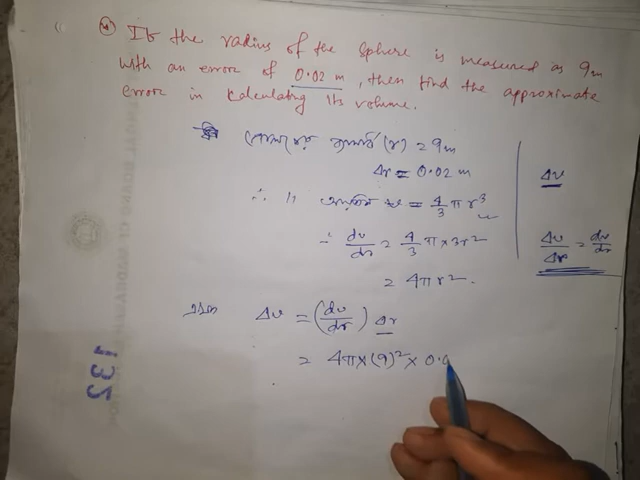 If the radius of the sphere is measured as 9m
with an error of 0.02 m, then find the approximate
error in calculating its volume.
গোলকের ব্যাসার্ধ (r) = 9m
Δr = 0.02 m
∴ আয়তন v = 4/3 π r³
∴ dv/dr = 4/3 π × 3r²
= 4πr².
এখন Δv = (dv/dr) Δr
= 4π × (9)² × 0.0
Δv
Δv/Δr = dv/dr
132